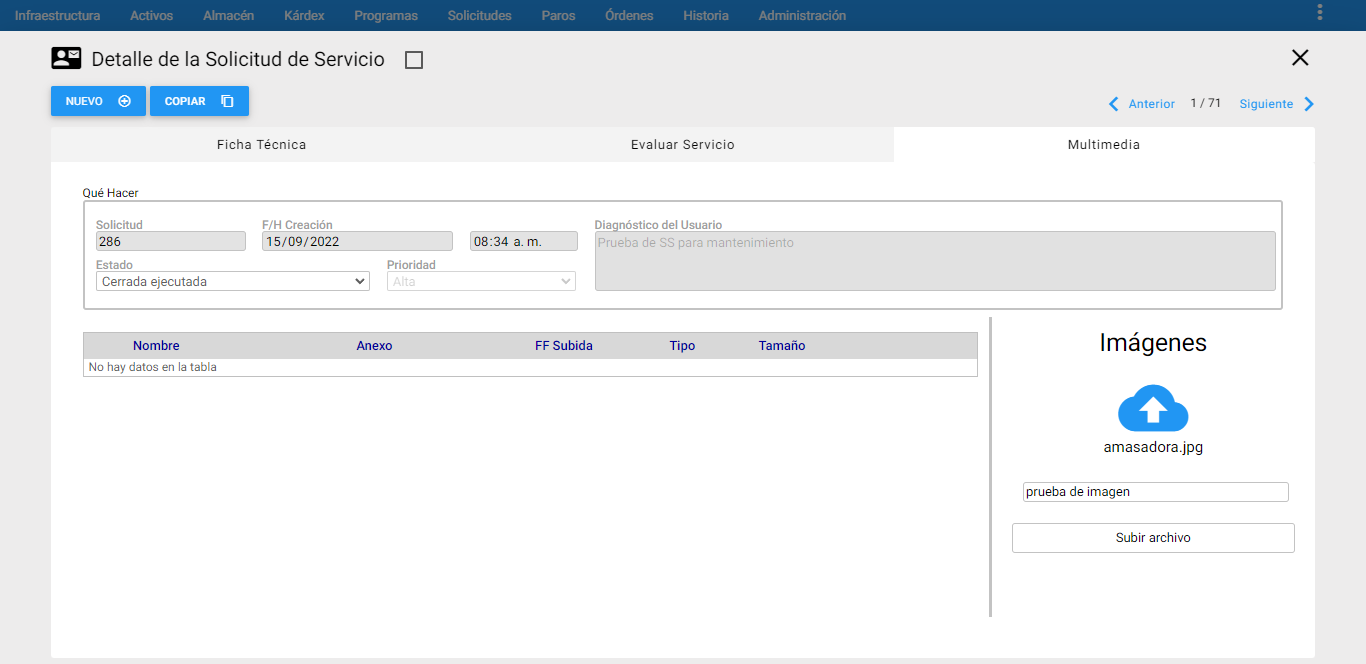 Infraestructura Activos Almacén Kárdex Programas Solicitudes Paros Órdenes Historia Administración
Detalle de la Solicitud de Servicio
NUEVO COPIAR
Anterior 1 / 71 Siguiente
Ficha Técnica Evaluar Servicio Multimedia
Qué Hacer
Solicitud F/H Creación Diagnóstico del Usuario
286 15/09/2022 08:34 a. m. Prueba de SS para mantenimiento
Estado Prioridad
Cerrada ejecutada Alta
Nombre Anexo FF Subida Tipo Tamaño
No hay datos en la tabla
Imágenes
amasadora.jpg
prueba de imagen
Subir archivo